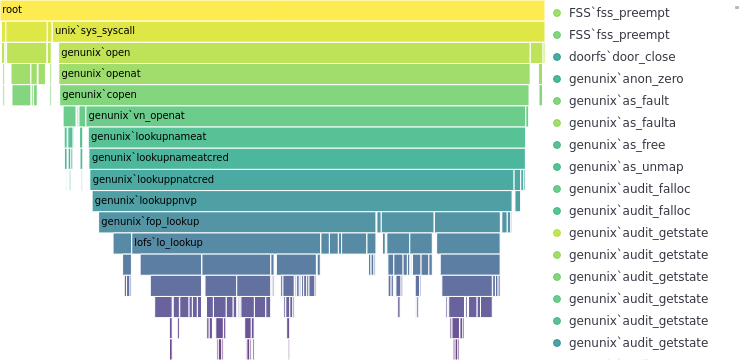 root
unix`sys_syscall
genunix`open
genunix`openat
genunix`copen
genunix`vn_openat
genunix`lookupnameat
genunix`lookupnameatcred
genunix`lookuppnatcred
genunix`lookuppnvp
genunix`fop_lookup
lofs`lo_lookup
FSS`fss_preempt
FSS`fss_preempt
doorfs`door_close
genunix`anon_zero
genunix`as_fault
genunix`as_faulta
genunix`as_free
genunix`as_unmap
genunix`audit_falloc
genunix`audit_falloc
genunix`audit_getstate
genunix`audit_getstate
genunix`audit_getstate
genunix`audit_getstate
genunix`audit_getstate
genunix`audit_getstate